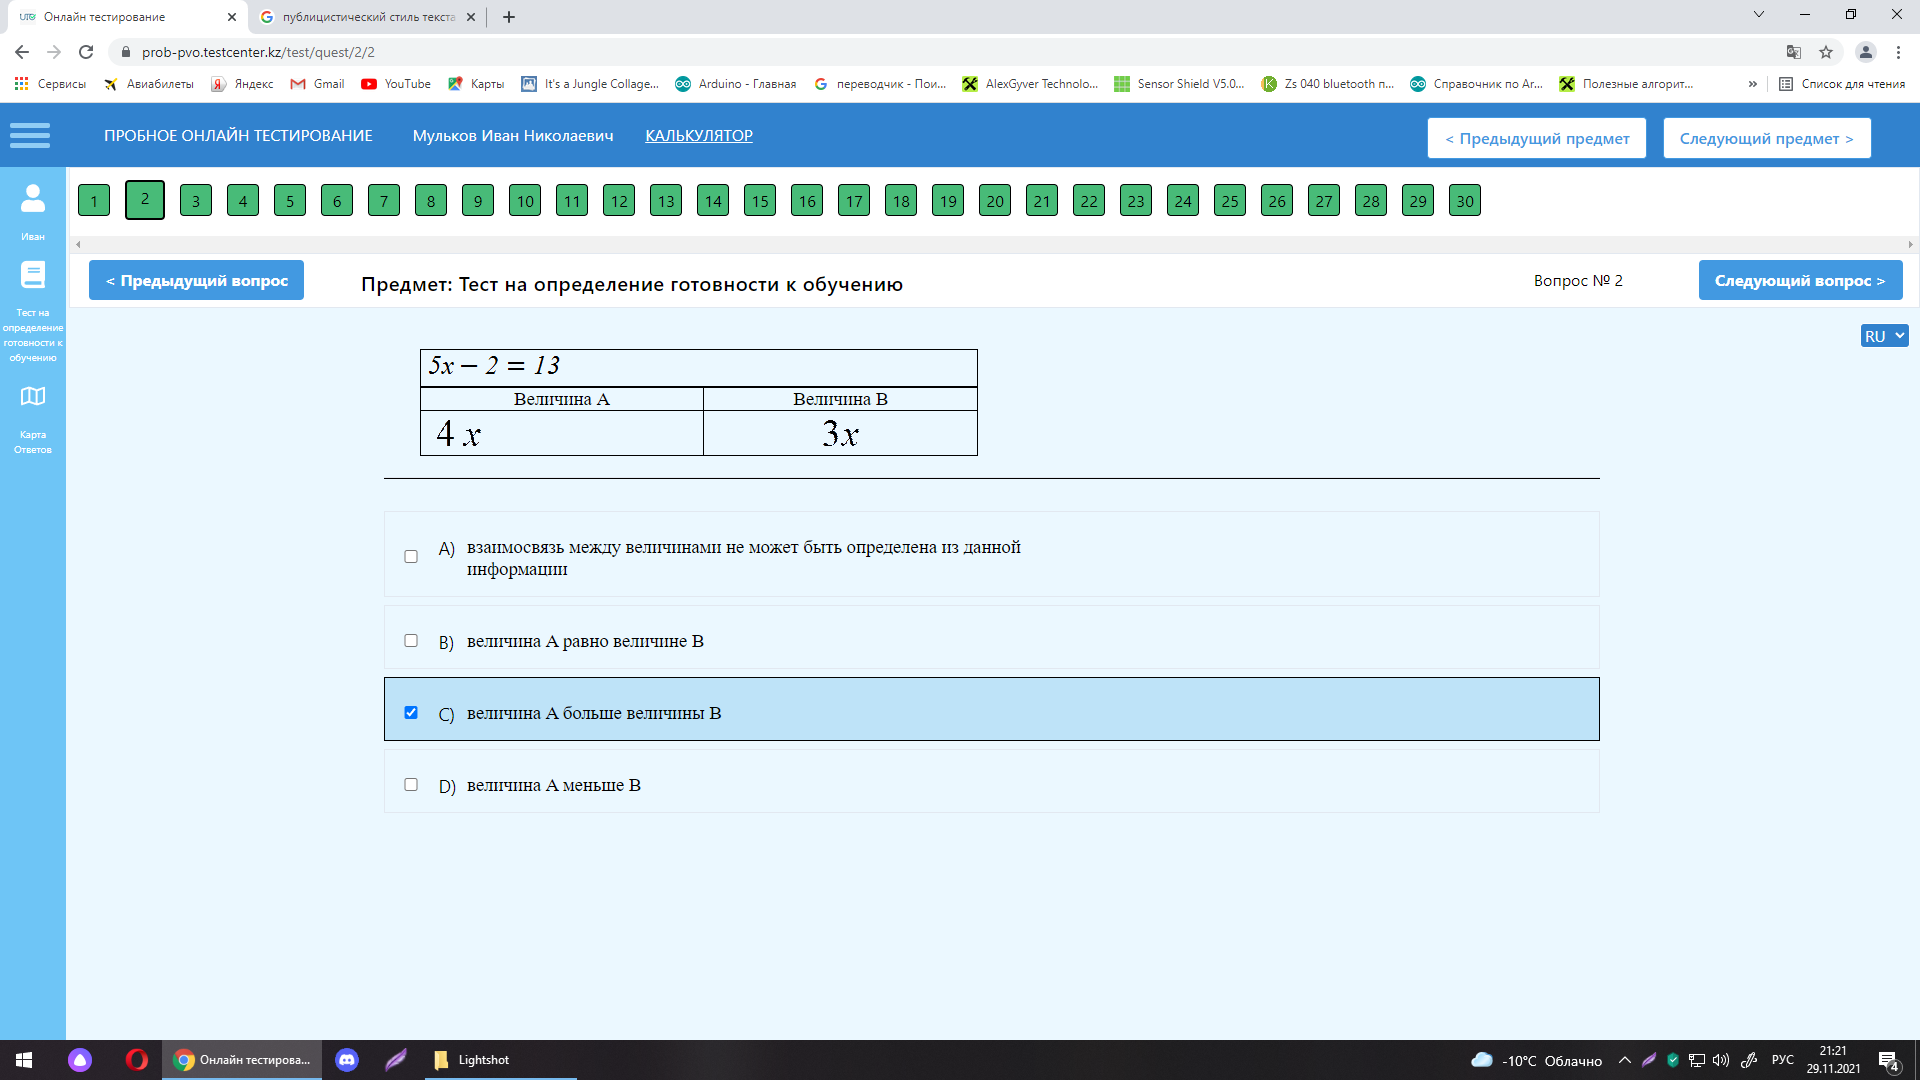 Онлайн тестирование
публицистический стиль текста
prob-pvo.testcenter.kz/test/quest/2/2
Сервисы Авиабилеты Яндекс Gmail YouTube Карты It's a Jungle Collage... Arduino - Главная переводчик - Пои... AlexGyver Technolo... Sensor Shield V5.0... Zs 040 bluetooth п... Справочник по Ar... Полезные алгорит... » Список для чтения
ПРОБНОЕ ОНЛАЙН ТЕСТИРОВАНИЕ Мульков Иван Николаевич КАЛЬКУЛЯТОР < Предыдущий предмет Следующий предмет >
1 2 3 4 5 6 7 8 9 10 11 12 13 14 15 16 17 18 19 20 21 22 23 24 25 26 27 28 29 30
Иван
Тест на
определение
готовности к
обучению
Карта
Ответов
< Предыдущий вопрос Предмет: Тест на определение готовности к обучению Вопрос № 2 Следующий вопрос >
RU
5x − 2 = 13
Величина А Величина В
4 x 3x
A) взаимосвязь между величинами не может быть определена из данной
информации
B) величина А равно величине В
C) величина А больше величины В
D) величина А меньше В
Онлайн тестирова... Lightshot -10°C Облачно РУС 21:21
29.11.2021
4